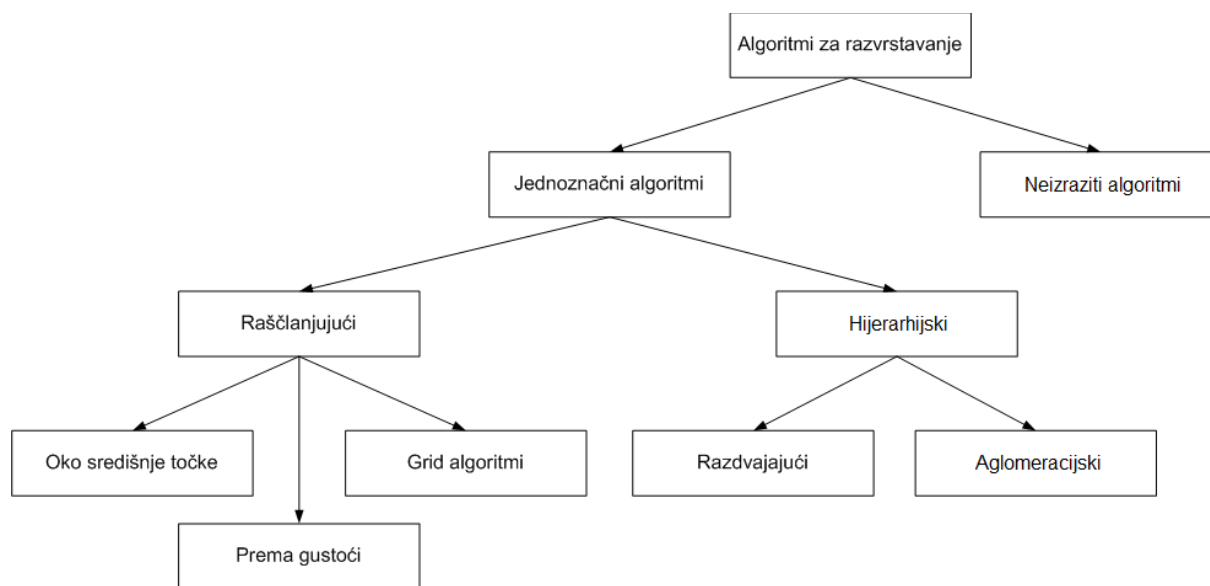 Algoritmi za razvrstavanje
Jednoznačni algoritmi
Neizraziti algoritmi
Raščlanjujući
Hijerarhijski
Oko središnje točke
Grid algoritmi
Razdvajajući
Aglomeracijski
Prema gustoći